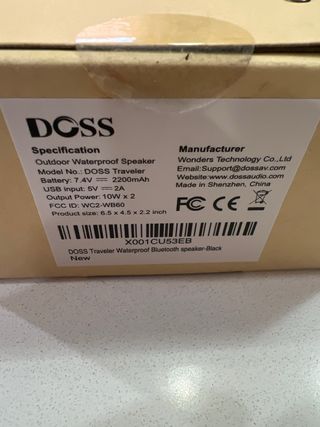 DOSS
Specification
Outdoor Waterproof Speaker
Model No.: DOSS Traveler
Battery: 7.4V ⎓ 2200mAh
USB input: 5V ⎓ 2A
Output Power: 10W × 2
FCC ID: WC2-WB60
Product size: 6.5 x 4.5 x 2.2 inch
Manufacturer
Wonders Technology Co.,Ltd
Email:Support@dossav.com
Website:www.dossaudio.com
Made in Shenzhen, China
FC CE
X001CU53EB
DOSS Traveler Waterproof Bluetooth speaker-Black
New